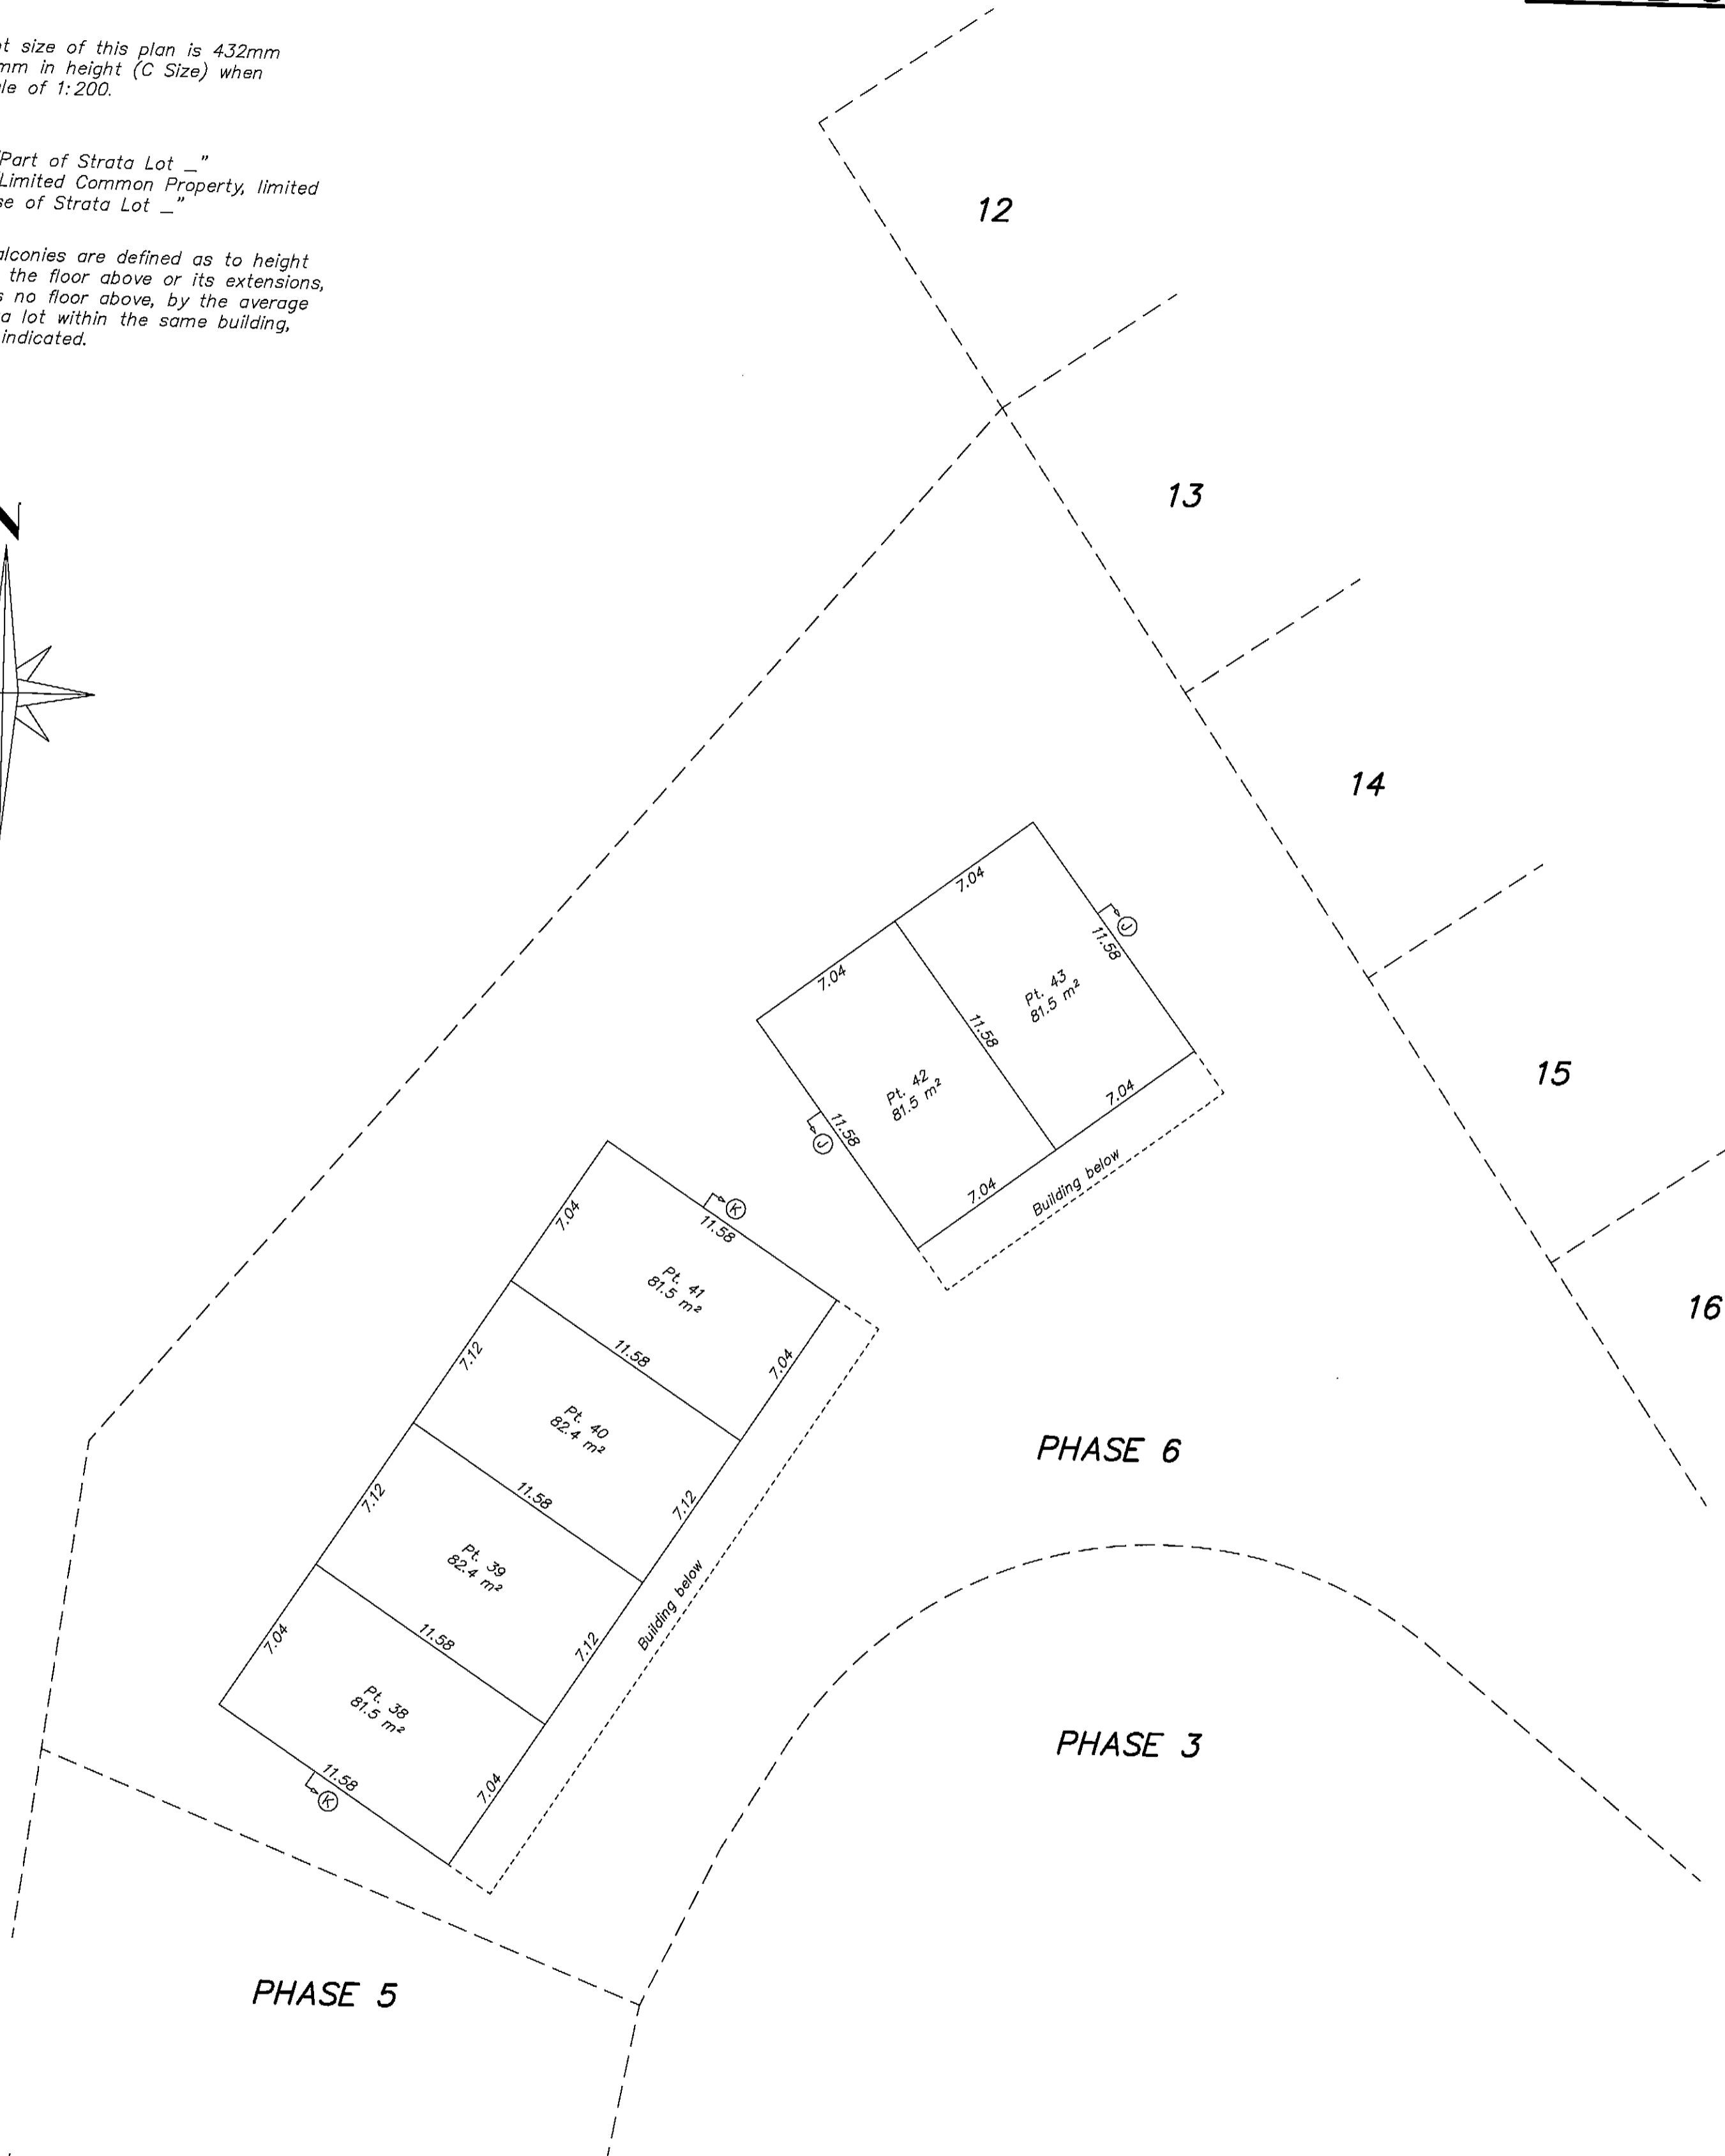 size of this plan is 432mm
in height (C Size) when
of 1:200.
"Part of Strata Lot _"
Limited Common Property, limited
of Strata Lot _"
are defined as to height
the floor above or its extensions,
no floor above, by the average
lot within the same building,
indicated.
N
12
13
14
15
16
7.04
7.04
J
11.58
Pt. 43
81.5 m²
11.58
Pt. 42
81.5 m²
7.04
11.58
J
7.04
Building below
K
11.58
7.04
Pt. 41
81.5 m²
11.58
7.04
7.12
Pt. 40
82.4 m²
11.58
7.12
7.12
Pt. 39
82.4 m²
Building below
11.58
7.12
7.04
Pt. 38
81.5 m²
11.58
7.04
K
PHASE 6
PHASE 3
PHASE 5